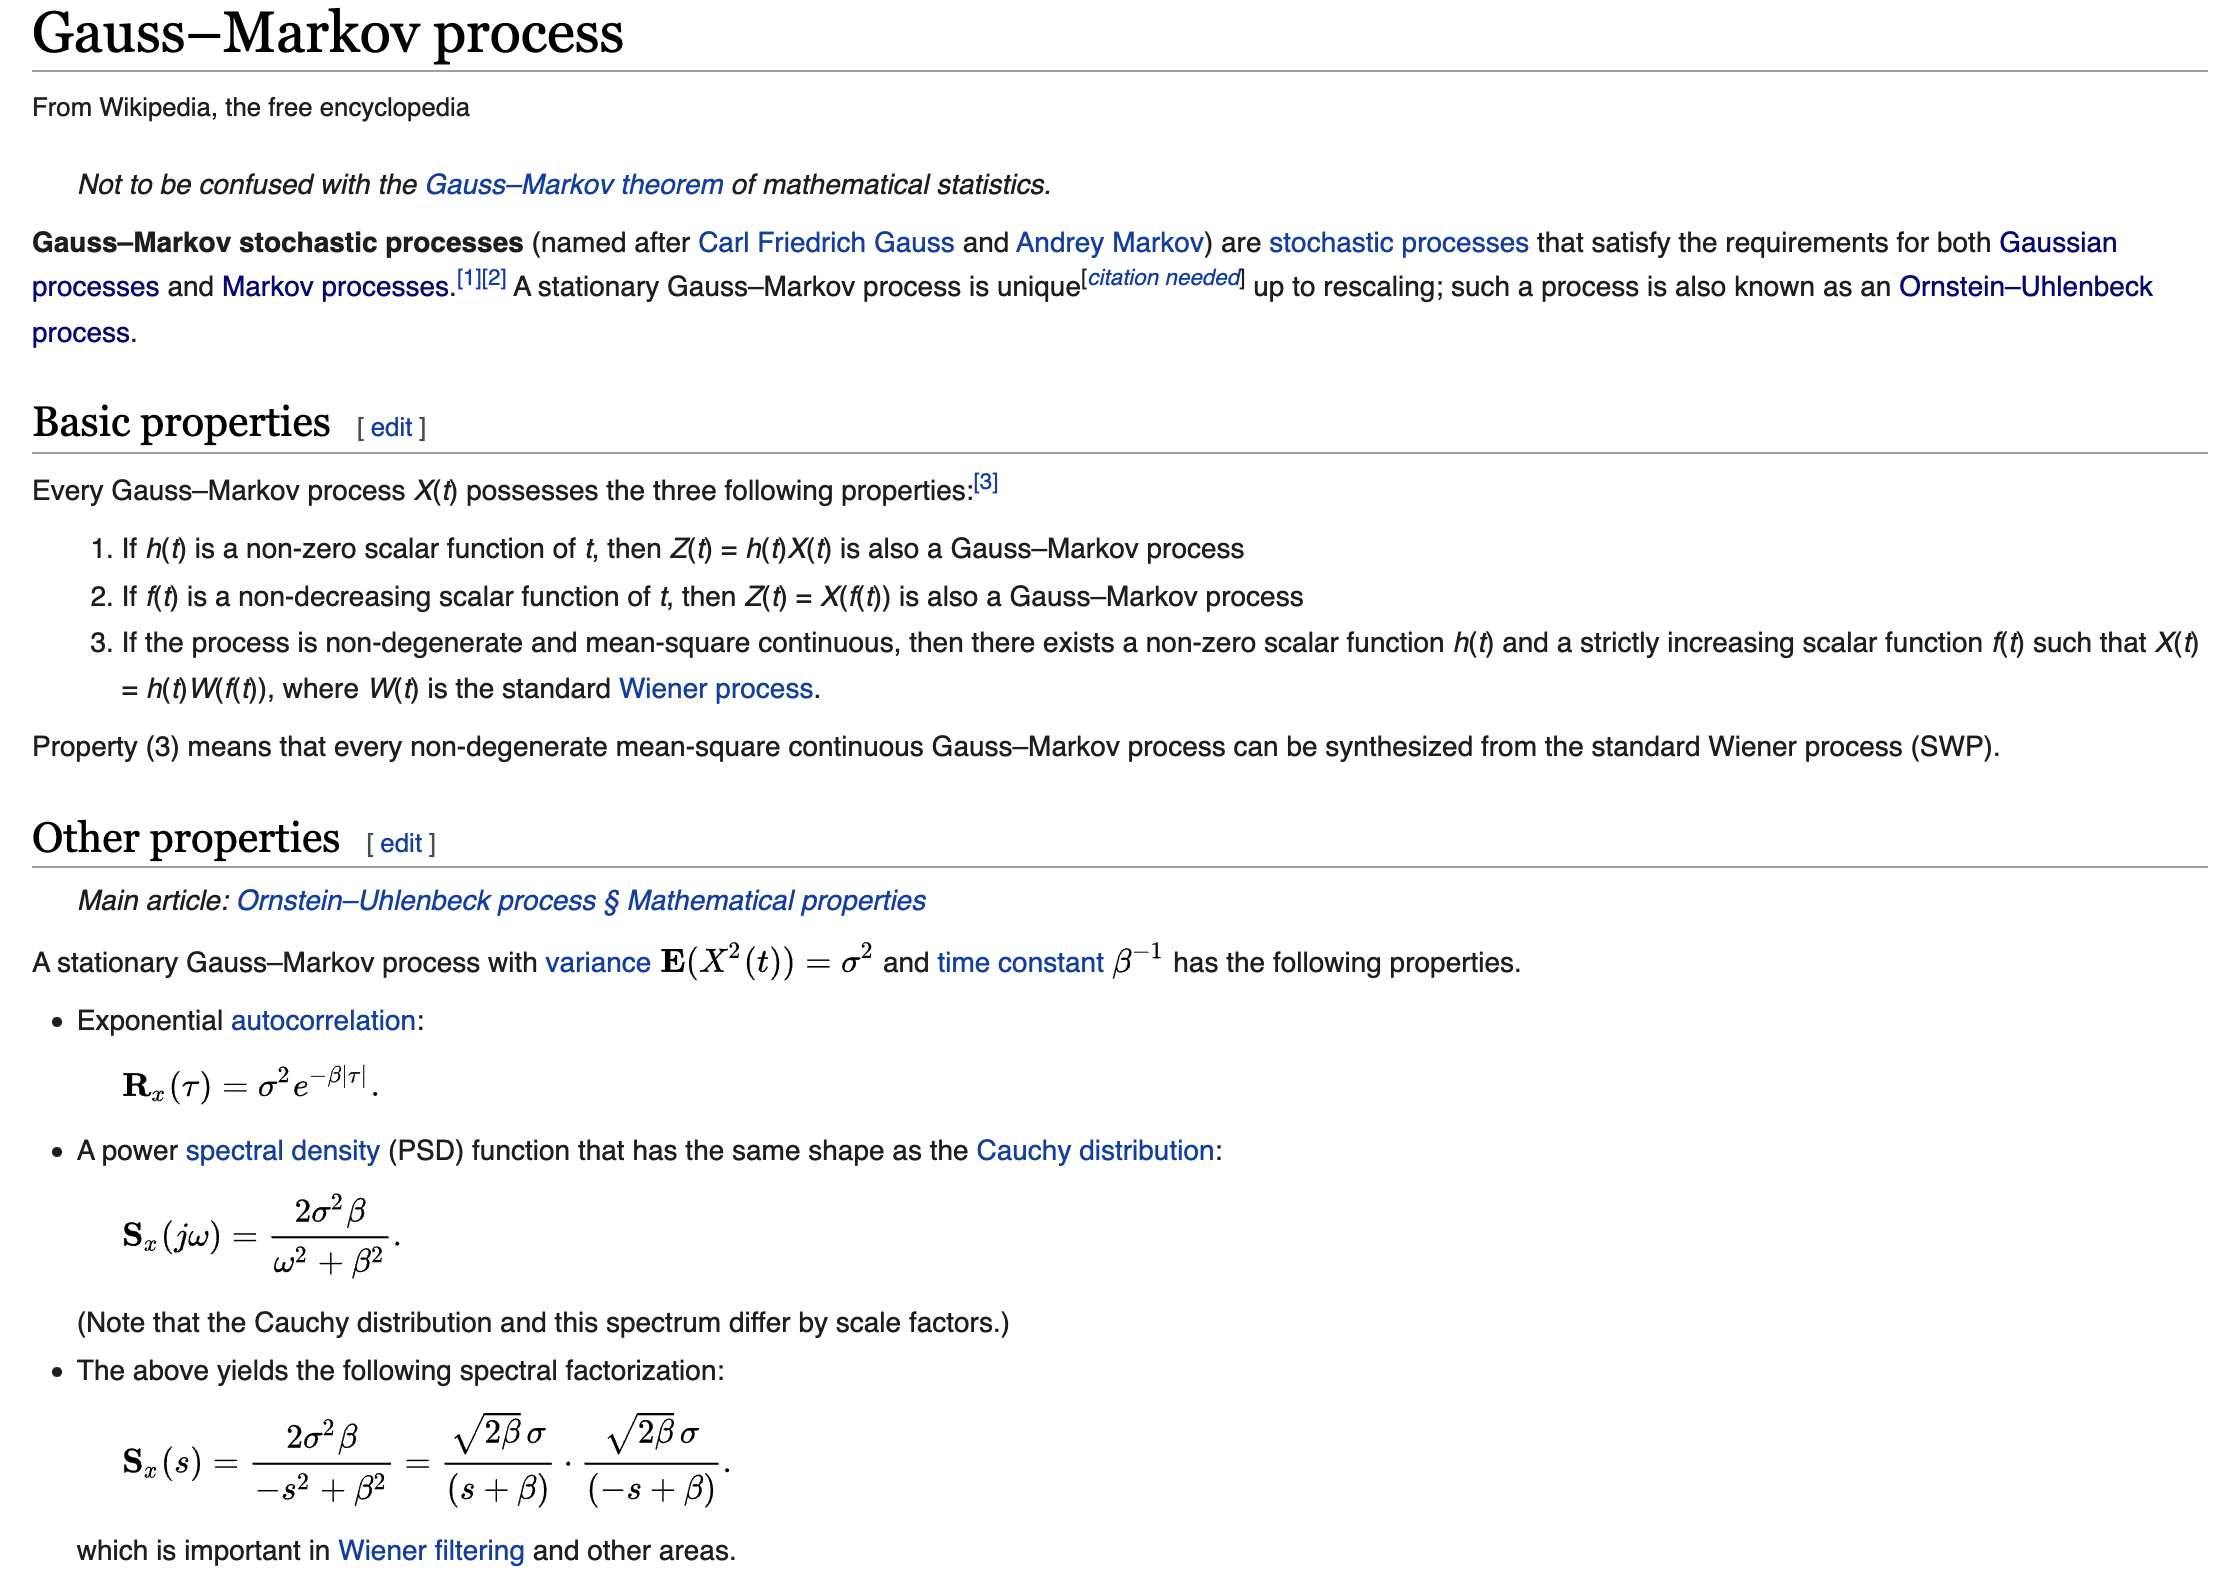 Gauss–Markov process
From Wikipedia, the free encyclopedia
Not to be confused with the Gauss–Markov theorem of mathematical statistics.
Gauss–Markov stochastic processes (named after Carl Friedrich Gauss and Andrey Markov) are stochastic processes that satisfy the requirements for both Gaussian
processes and Markov processes.[1][2] A stationary Gauss–Markov process is unique[citation needed] up to rescaling; such a process is also known as an Ornstein–Uhlenbeck
process.
Basic properties [ edit ]
Every Gauss–Markov process X(t) possesses the three following properties:[3]
1. If h(t) is a non-zero scalar function of t, then Z(t) = h(t)X(t) is also a Gauss–Markov process
2. If f(t) is a non-decreasing scalar function of t, then Z(t) = X(f(t)) is also a Gauss–Markov process
3. If the process is non-degenerate and mean-square continuous, then there exists a non-zero scalar function h(t) and a strictly increasing scalar function f(t) such that X(t)
= h(t)W(f(t)), where W(t) is the standard Wiener process.
Property (3) means that every non-degenerate mean-square continuous Gauss–Markov process can be synthesized from the standard Wiener process (SWP).
Other properties [ edit ]
Main article: Ornstein–Uhlenbeck process § Mathematical properties
A stationary Gauss–Markov process with variance $\mathbf{E}(X^2(t)) = \sigma^2$ and time constant $\beta^{-1}$ has the following properties.
• Exponential autocorrelation:
$\mathbf{R}_x(\tau) = \sigma^2 e^{-\beta|\tau|}.$
• A power spectral density (PSD) function that has the same shape as the Cauchy distribution:
$\mathbf{S}_x(j\omega) = \frac{2\sigma^2\beta}{\omega^2 + \beta^2}.$
(Note that the Cauchy distribution and this spectrum differ by scale factors.)
• The above yields the following spectral factorization:
$\mathbf{S}_x(s) = \frac{2\sigma^2\beta}{-s^2 + \beta^2} = \frac{\sqrt{2\beta}\,\sigma}{(s + \beta)} \cdot \frac{\sqrt{2\beta}\,\sigma}{(-s + \beta)}.$
which is important in Wiener filtering and other areas.